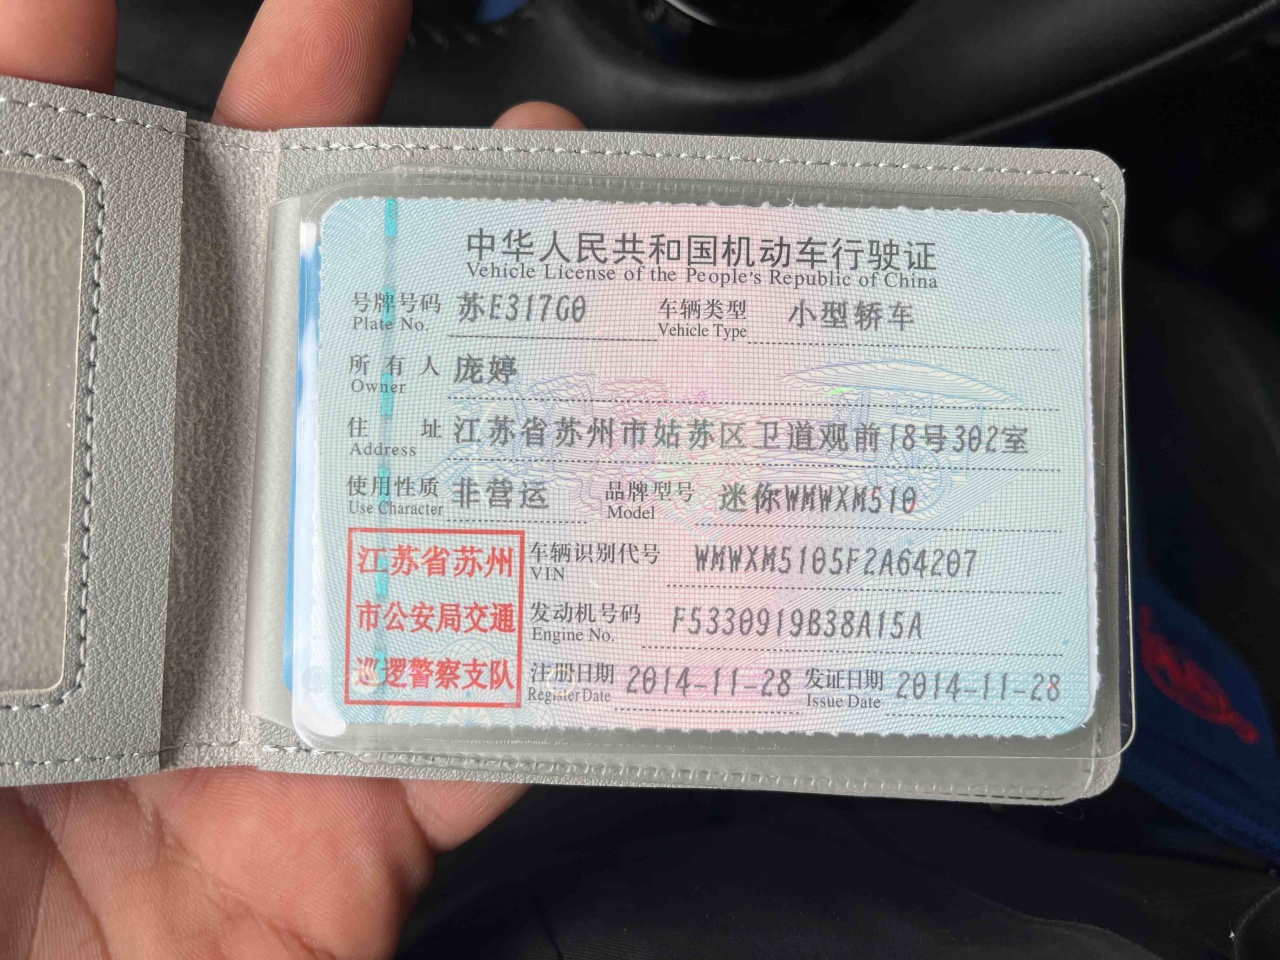 中华人民共和国机动车行驶证
Vehicle License of the People's Republic of China
号牌号码 苏E317G0 车辆类型 小型轿车
Plate No. Vehicle Type
所有人 庞婷
Owner
住址 江苏省苏州市姑苏区卫道观前18号302室
Address
使用性质 非营运 品牌型号 迷你WMWXM510
Use Character Model
江苏省苏州
市公安局交通
巡逻警察支队
车辆识别代号 WMWXM5105F2A64207
VIN
发动机号码 F5330919B38A15A
Engine No.
注册日期 2014-11-28 发证日期 2014-11-28
Register Date Issue Date